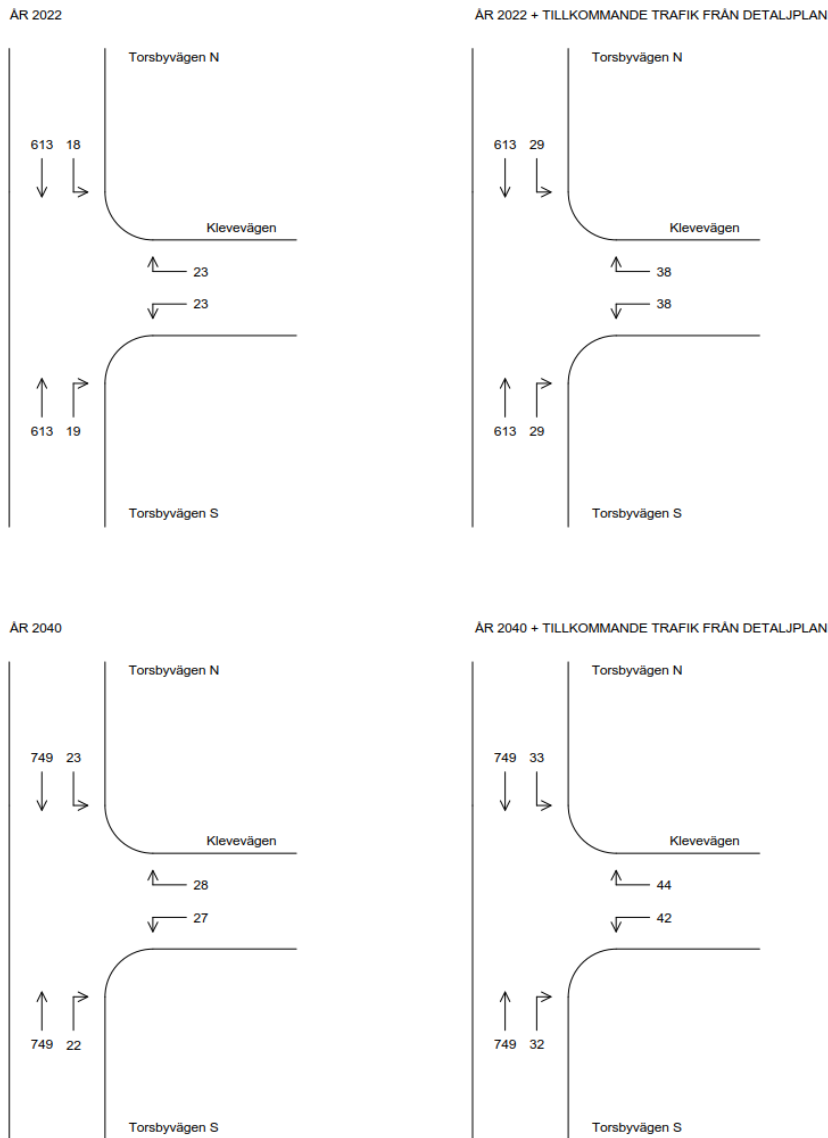 ÅR 2022
Torsbyvägen N
613 18
Klevevägen
23
23
613 19
Torsbyvägen S
ÅR 2022 + TILLKOMMANDE TRAFIK FRÅN DETALJPLAN
Torsbyvägen N
613 29
Klevevägen
38
38
613 29
Torsbyvägen S
ÅR 2040
Torsbyvägen N
749 23
Klevevägen
28
27
749 22
Torsbyvägen S
ÅR 2040 + TILLKOMMANDE TRAFIK FRÅN DETALJPLAN
Torsbyvägen N
749 33
Klevevägen
44
42
749 32
Torsbyvägen S